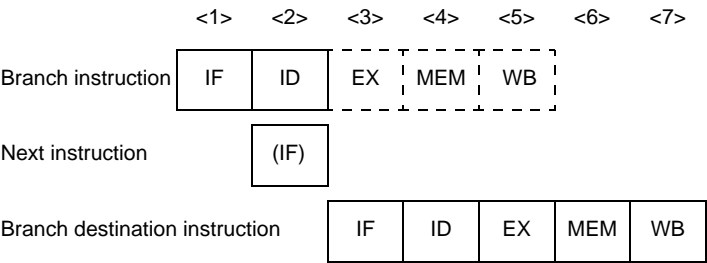 <1> <2> <3> <4> <5> <6> <7>
Branch instruction IF ID EX MEM WB
Next instruction (IF)
Branch destination instruction IF ID EX MEM WB